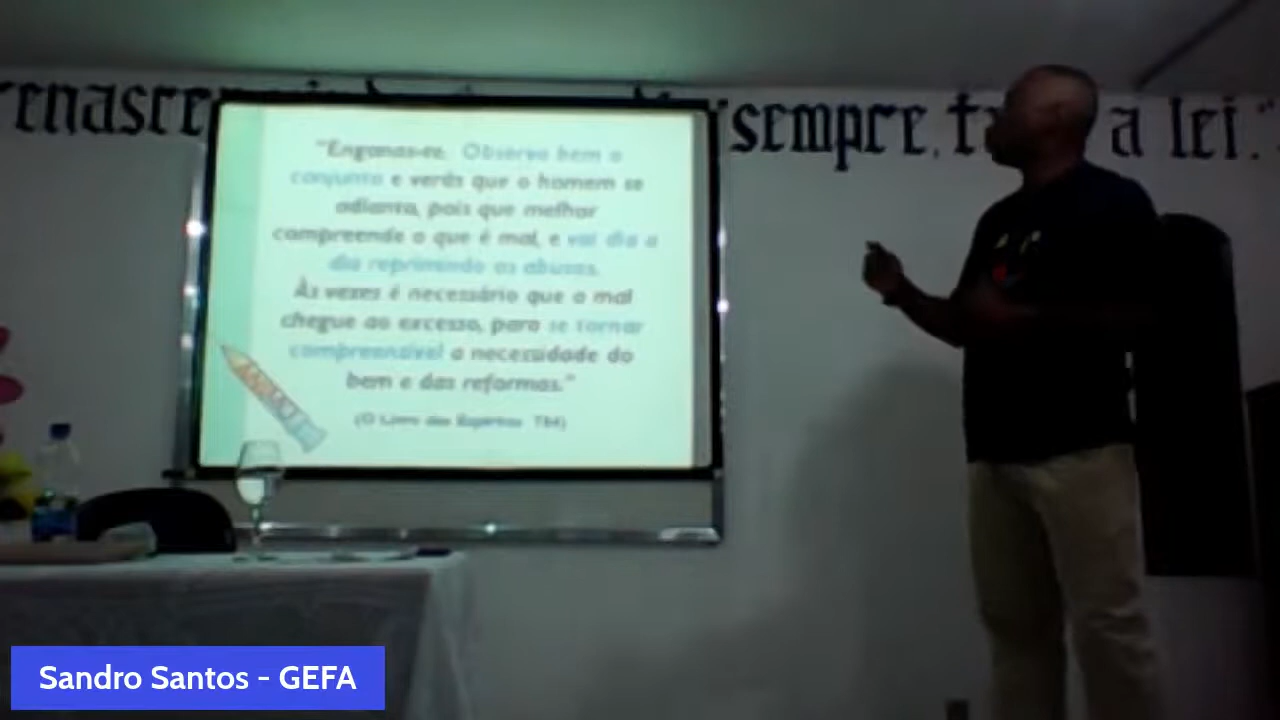 renascer
sempre, a lei."
"Enganas-te. Observa bem o
conjunto e verás que o homem se
adianta, pois que melhor
compreende o que é mal, e vai dia a
dia reprimindo os abusos.
Às vezes é necessário que o mal
chegue ao excesso, para se tornar
compreensível a necessidade do
bem e das reformas."
(O Livro dos Espíritos 784)
Sandro Santos - GEFA